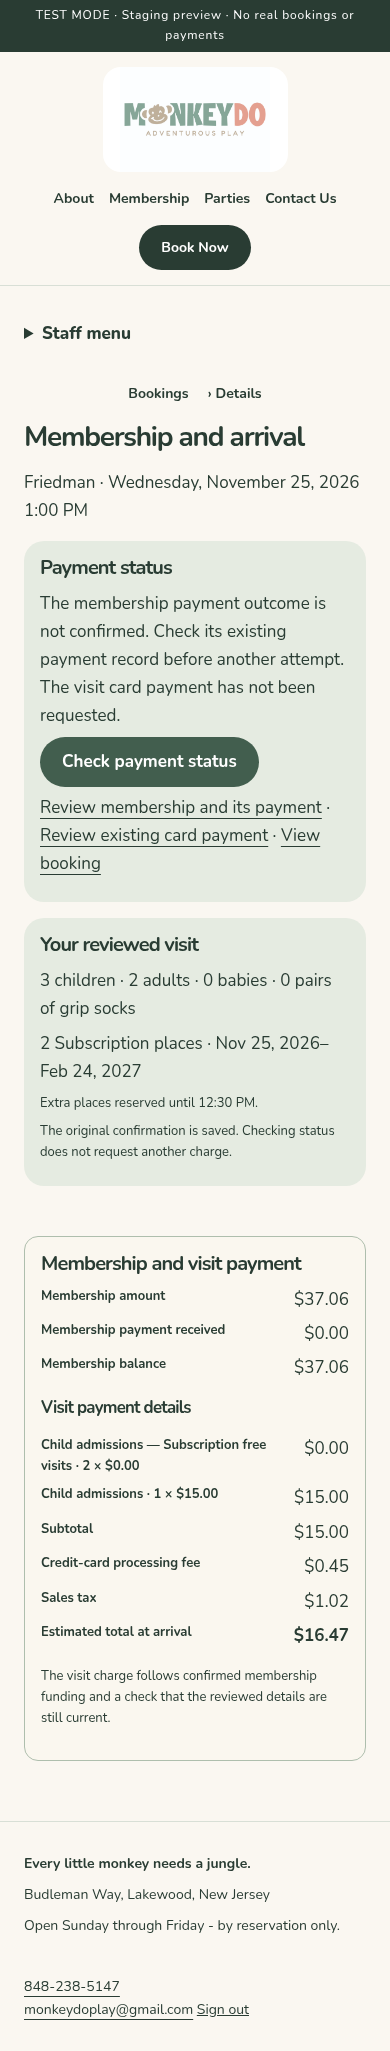 TEST MODE · Staging preview · No real bookings or
payments
MONKEYDO
ADVENTUROUS PLAY
About Membership Parties Contact Us
Book Now
▶ Staff menu
Bookings › Details
Membership and arrival
Friedman · Wednesday, November 25, 2026
1:00 PM
Payment status
The membership payment outcome is
not confirmed. Check its existing
payment record before another attempt.
The visit card payment has not been
requested.
Check payment status
Review membership and its payment ·
Review existing card payment · View
booking
Your reviewed visit
3 children · 2 adults · 0 babies · 0 pairs
of grip socks
2 Subscription places · Nov 25, 2026–
Feb 24, 2027
Extra places reserved until 12:30 PM.
The original confirmation is saved. Checking status
does not request another charge.
Membership and visit payment
Membership amount $37.06
Membership payment received $0.00
Membership balance $37.06
Visit payment details
Child admissions — Subscription free $0.00
visits · 2 × $0.00
Child admissions · 1 × $15.00 $15.00
Subtotal $15.00
Credit-card processing fee $0.45
Sales tax $1.02
Estimated total at arrival $16.47
The visit charge follows confirmed membership
funding and a check that the reviewed details are
still current.
Every little monkey needs a jungle.
Budleman Way, Lakewood, New Jersey
Open Sunday through Friday - by reservation only.
848-238-5147
monkeydoplay@gmail.com Sign out